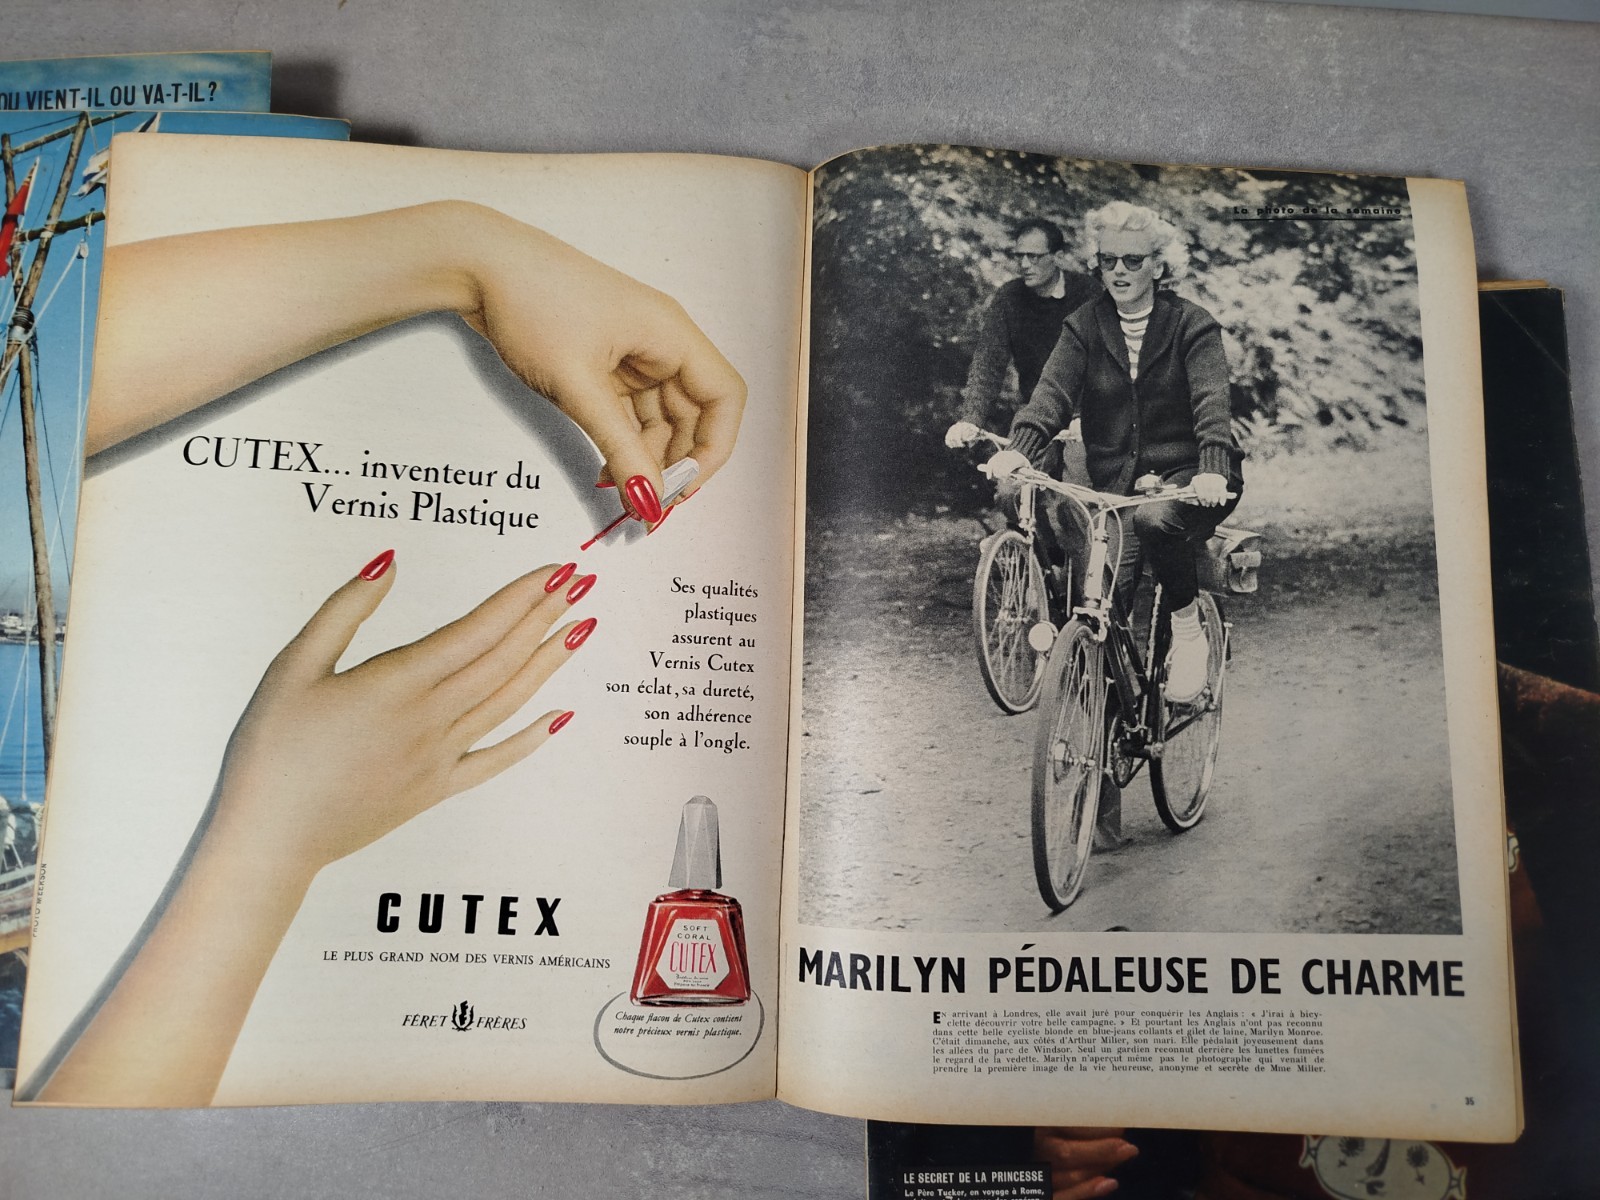 OU VIENT-IL OU VA-T-IL?
PHOTO MEERSON
CUTEX... inventeur du
Vernis Plastique
Ses qualités
plastiques
assurent au
Vernis Cutex
son éclat, sa dureté,
son adhérence
souple à l'ongle.
CUTEX
LE PLUS GRAND NOM DES VERNIS AMÉRICAINS
FÉRET FRÈRES
SOFT
CORAL
CUTEX
Chaque flacon de Cutex contient
notre précieux vernis plastique.
La photo de la semaine
MARILYN PÉDALEUSE DE CHARME
EN arrivant à Londres, elle avait juré pour conquérir les Anglais : « J'irai à bicy-
clette découvrir votre belle campagne. » Et pourtant les Anglais n'ont pas reconnu
dans cette belle cycliste blonde en blue-jeans collants et gilet de laine, Marilyn Monroe.
C'était dimanche, aux côtés d'Arthur Miller, son mari. Elle pédalait joyeusement dans
les allées du parc de Windsor. Seul un gardien reconnut derrière les lunettes fumées
le regard de la vedette. Marilyn n'aperçut même pas le photographe qui venait de
prendre la première image de la vie heureuse, anonyme et secrète de Mme Miller.
35
LE SECRET DE LA PRINCESSE
Le Père Tucker, en voyage à Rome,